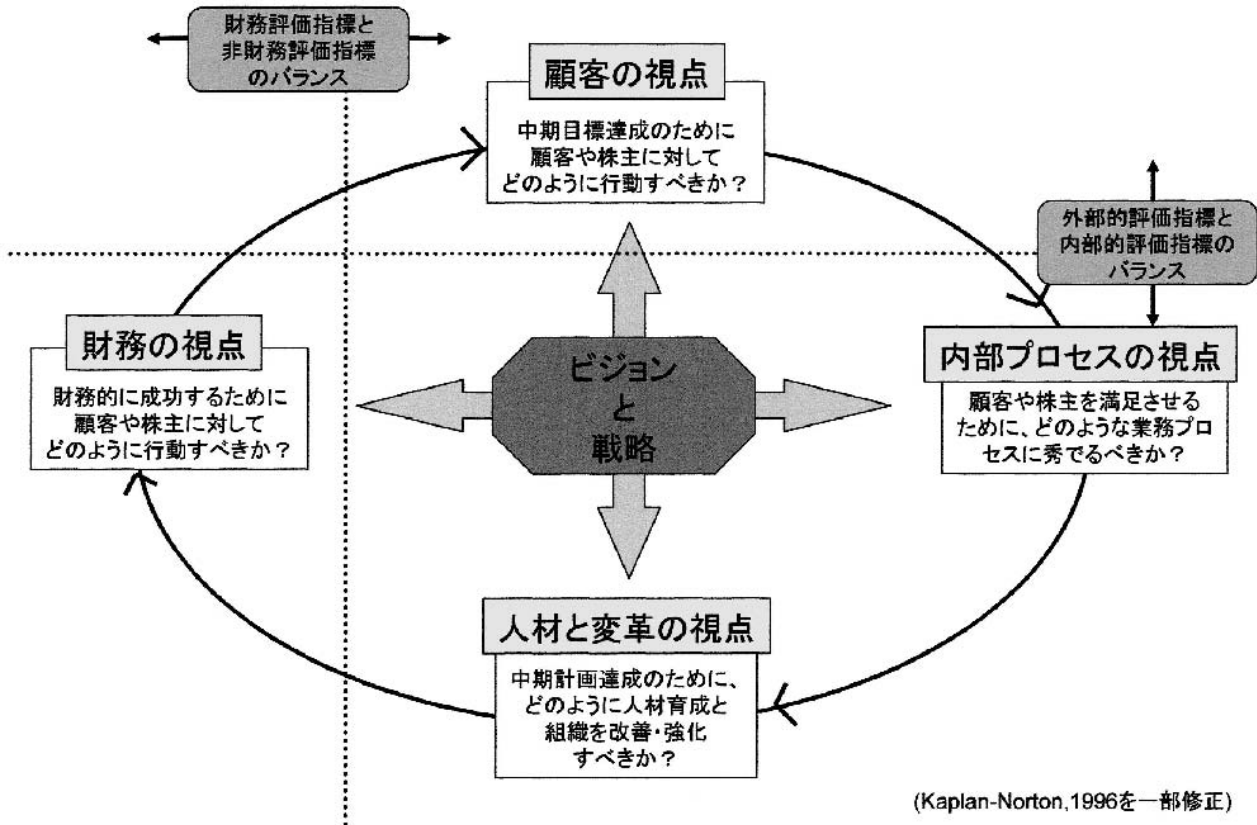 財務評価指標と
非財務評価指標
のバランス
顧客の視点
中期目標達成のために
顧客や株主に対して
どのように行動すべきか？
外部的評価指標と
内部的評価指標の
バランス
財務の視点
財務的に成功するために
顧客や株主に対して
どのように行動すべきか？
ビジョン
と
戦略
内部プロセスの視点
顧客や株主を満足させる
ために、どのような業務プロ
セスに秀でるべきか？
人材と変革の視点
中期計画達成のために、
どのように人材育成と
組織を改善・強化
すべきか？
(Kaplan-Norton,1996を一部修正)